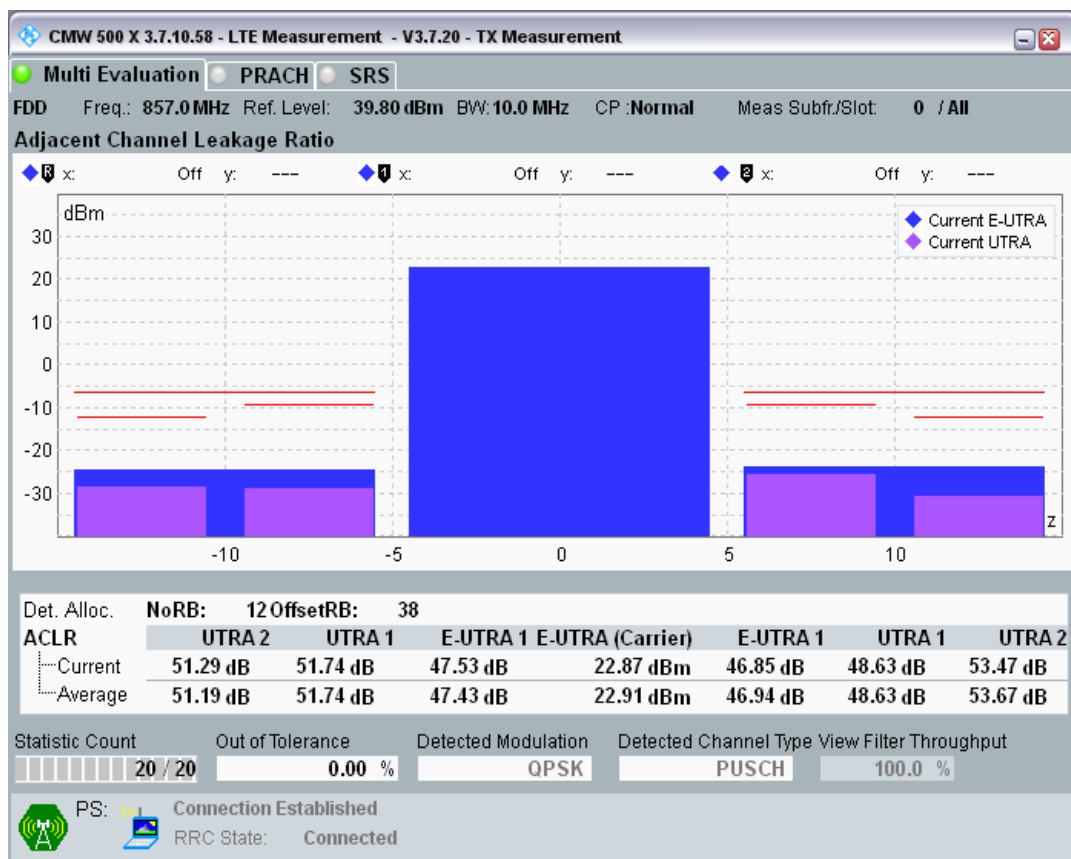 CMW 500 X 3.7.10.58 - LTE Measurement - V3.7.20 - TX Measurement
Multi Evaluation PRACH SRS
FDD Freq.: 857.0 MHz Ref. Level: 39.80 dBm BW: 10.0 MHz CP :Normal Meas Subfr./Slot: 0 / All
Adjacent Channel Leakage Ratio
R x: Off y: --- 1 x: Off y: --- 2 x: Off y: ---
dBm
Current E-UTRA
Current UTRA
30
20
10
0
-10
-20
-30
z
-10 -5 0 5 10
Det. Alloc. NoRB: 12 OffsetRB: 38
ACLR UTRA 2 UTRA 1 E-UTRA 1 E-UTRA (Carrier) E-UTRA 1 UTRA 1 UTRA 2
Current 51.29 dB 51.74 dB 47.53 dB 22.87 dBm 46.85 dB 48.63 dB 53.47 dB
Average 51.19 dB 51.74 dB 47.43 dB 22.91 dBm 46.94 dB 48.63 dB 53.67 dB
Statistic Count Out of Tolerance Detected Modulation Detected Channel Type View Filter Throughput
20 / 20 0.00 % QPSK PUSCH 100.0 %
PS: Connection Established
RRC State: Connected